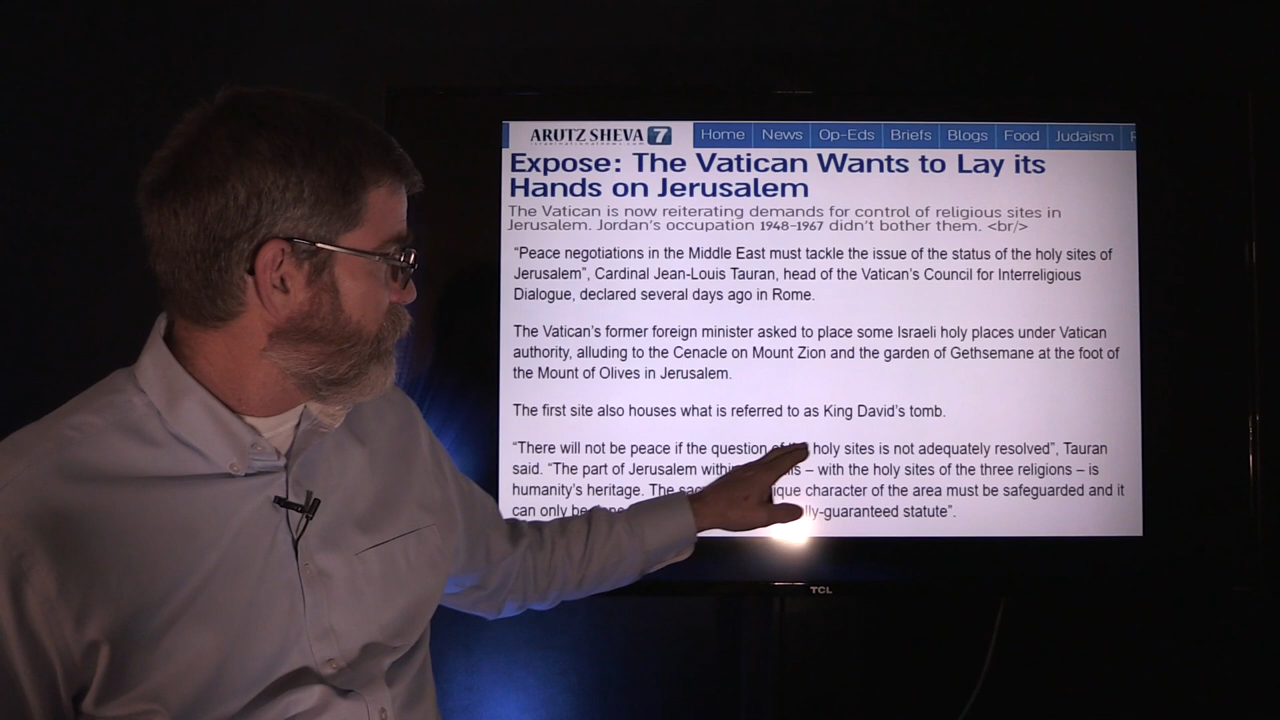 ARUTZ SHEVA 7
israelnationalnews.com
Home News Op-Eds Briefs Blogs Food Judaism
Expose: The Vatican Wants to Lay its
Hands on Jerusalem
The Vatican is now reiterating demands for control of religious sites in
Jerusalem. Jordan's occupation 1948-1967 didn't bother them. <br/>
“Peace negotiations in the Middle East must tackle the issue of the status of the holy sites of
Jerusalem”, Cardinal Jean-Louis Tauran, head of the Vatican’s Council for Interreligious
Dialogue, declared several days ago in Rome.
The Vatican’s former foreign minister asked to place some Israeli holy places under Vatican
authority, alluding to the Cenacle on Mount Zion and the garden of Gethsemane at the foot of
the Mount of Olives in Jerusalem.
The first site also houses what is referred to as King David’s tomb.
“There will not be peace if the question of the holy sites is not adequately resolved”, Tauran
said. “The part of Jerusalem within – with the holy sites of the three religions – is
humanity’s heritage. The character of the area must be safeguarded and it
can only be statute”.
TCL